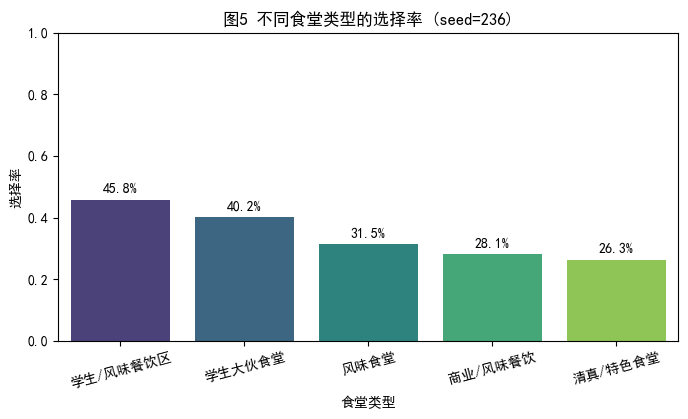 图5 不同食堂类型的选择率 (seed=236)
选择率
1.0
0.8
0.6
0.4
0.2
0.0
45.8%
40.2%
31.5%
28.1%
26.3%
学生/风味餐饮区
学生大伙食堂
风味食堂
商业/风味餐饮
清真/特色食堂
食堂类型